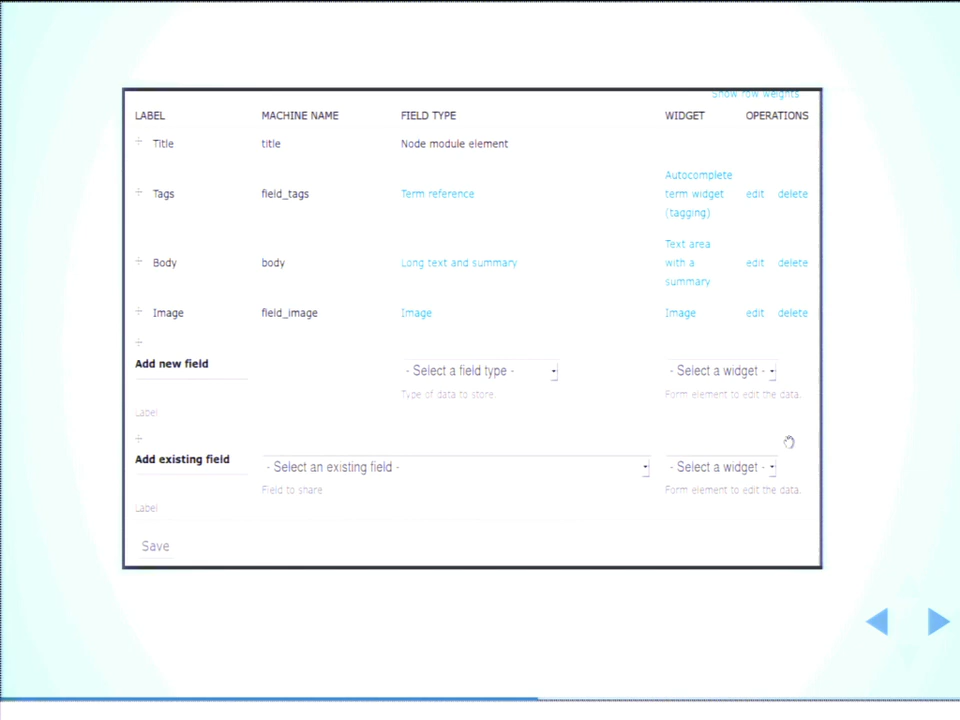 Show row weights
LABEL MACHINE NAME FIELD TYPE WIDGET OPERATIONS
Title title Node module element
Tags field_tags Term reference Autocomplete term widget (tagging) edit delete
Body body Long text and summary Text area with a summary edit delete
Image field_image Image Image edit delete
Add new field
- Select a field type - - Select a widget -
Type of data to store. Form element to edit the data.
Label
Add existing field
- Select an existing field - - Select a widget -
Field to share Form element to edit the data.
Label
Save